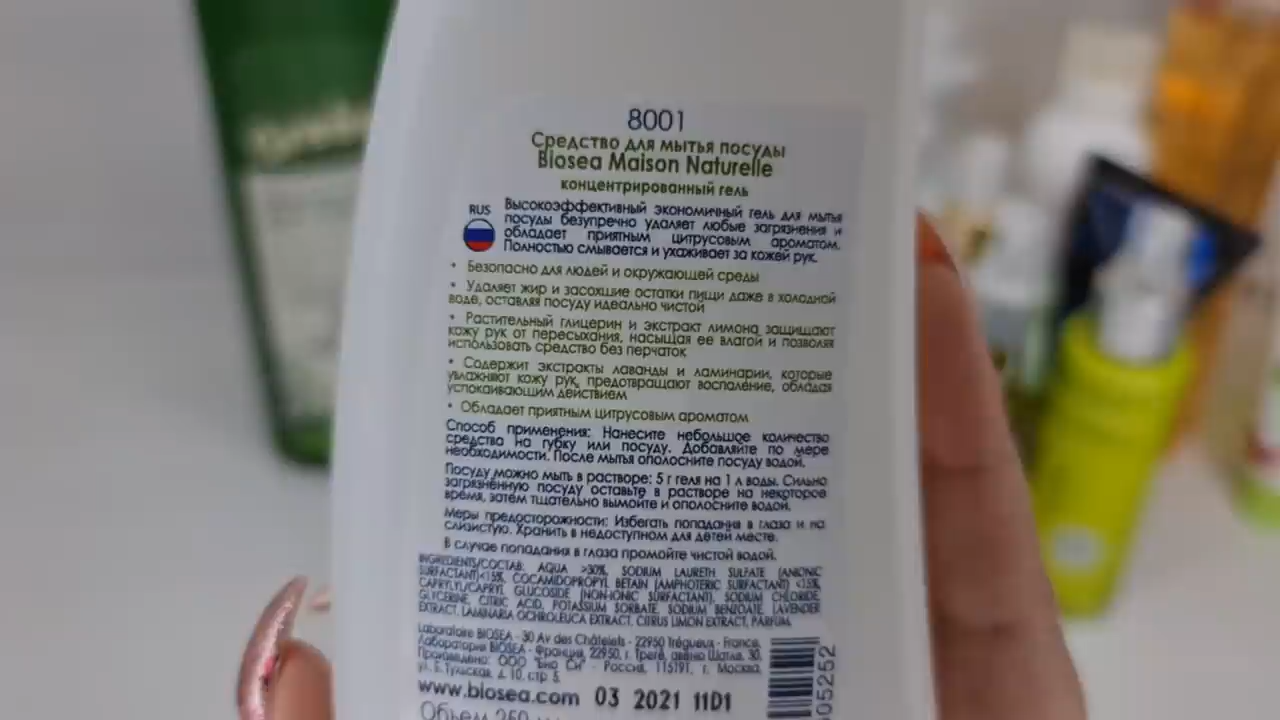 8001
Средство для мытья посуды
Biosea Maison Naturelle
концентрированный гель
RUS
Высокоэффективный экономичный гель для мытья
посуды безупречно удаляет любые загрязнения и
обладает приятным цитрусовым ароматом.
Полностью смывается и ухаживает за кожей рук.
• Безопасно для людей и окружающей среды
• Удаляет жир и засохшие остатки пищи даже в холодной
воде, оставляя посуду идеально чистой
• Растительный глицерин и экстракт лимона защищают
кожу рук от пересыхания, насыщая ее влагой и позволяя
использовать средство без перчаток
• Содержит экстракты лаванды и ламинарии, которые
увлажняют кожу рук, предотвращают воспаление, обладая
успокаивающим действием
• Обладает приятным цитрусовым ароматом
Способ применения: Нанесите небольшое количество
средства на губку или посуду. Добавляйте по мере
необходимости. После мытья ополосните посуду водой.
Посуду можно мыть в растворе: 5 г геля на 1 л воды. Сильно
загрязнённую посуду оставьте в растворе на некоторое
время, затем тщательно вымойте и ополосните водой.
Меры предосторожности: Избегать попадания в глаза и на
слизистую. Хранить в недоступном для детей месте.
В случае попадания в глаза промойте чистой водой.
INGREDIENTS/СОСТАВ: AQUA >30%, SODIUM LAURETH SULFATE (ANIONIC
SURFACTANT)<15%, COCAMIDOPROPYL BETAIN (AMPHOTERIC SURFACTANT) <15%,
CAPRYLYL/CAPRYL GLUCOSIDE (NON-IONIC SURFACTANT), SODIUM CHLORIDE,
GLYCERINE, CITRIC ACID, POTASSIUM SORBATE, SODIUM BENZOATE, LAVENDER
EXTRACT, LAMINARIA OCHROLEUCA EXTRACT, CITRUS LIMON EXTRACT, PARFUM.
Laboratoire BIOSEA - 30 Av des Châtelets - 22950 Trégueux - France.
Лаборатория BIOSEA - Франция, 22950, г. Трегё, авеню Шатле, 30.
Произведено: ООО "Био Си" - Россия, 115191, г. Москва,
ул. Б. Тульская, д. 10, стр. 5.
www.biosea.com 03 2021 11D1
05252
Объем 250